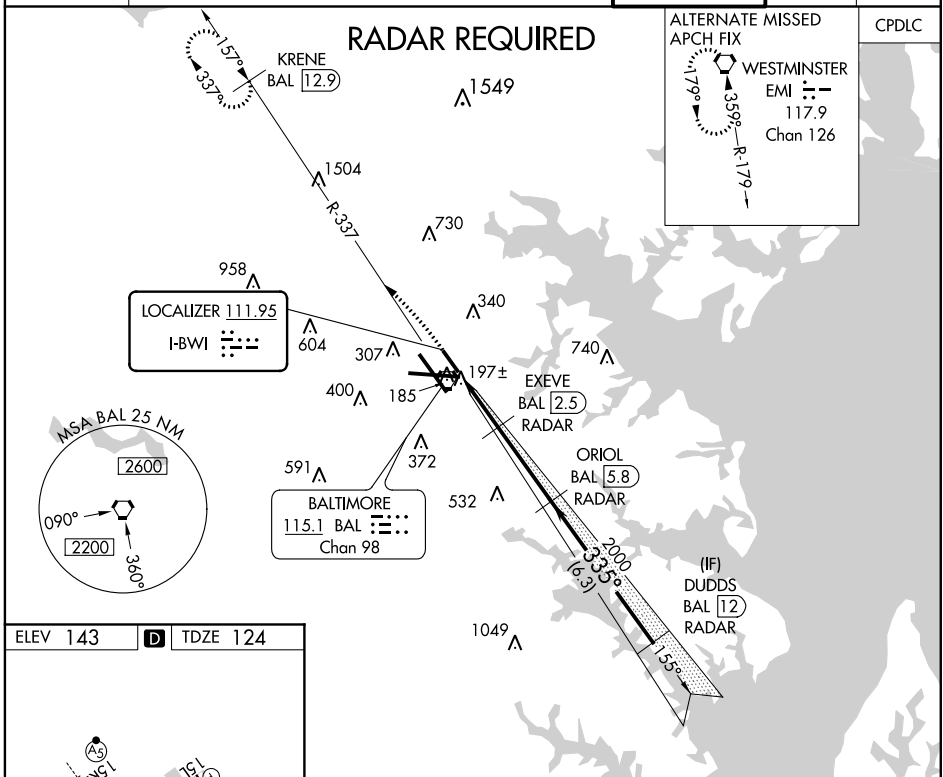 RADAR REQUIRED
ALTERNATE MISSED
APCH FIX
CPDLC
WESTMINSTER
EMI
117.9
Chan 126
179°
359°
R-179
157°
337°
KRENE
BAL 12.9
1549
1504
R-337
730
958
LOCALIZER 111.95
I-BWI
604
340
307
740
197±
185
400
EXEVE
BAL 2.5
RADAR
MSA BAL 25 NM
2600
090°
2200
360°
372
591
ORIOL
BAL 5.8
RADAR
532
BALTIMORE
115.1 BAL
Chan 98
2000
335°
(6.3)
(IF)
DUDDS
BAL 12
RADAR
1049
155°
ELEV 143 D TDZE 124
A5